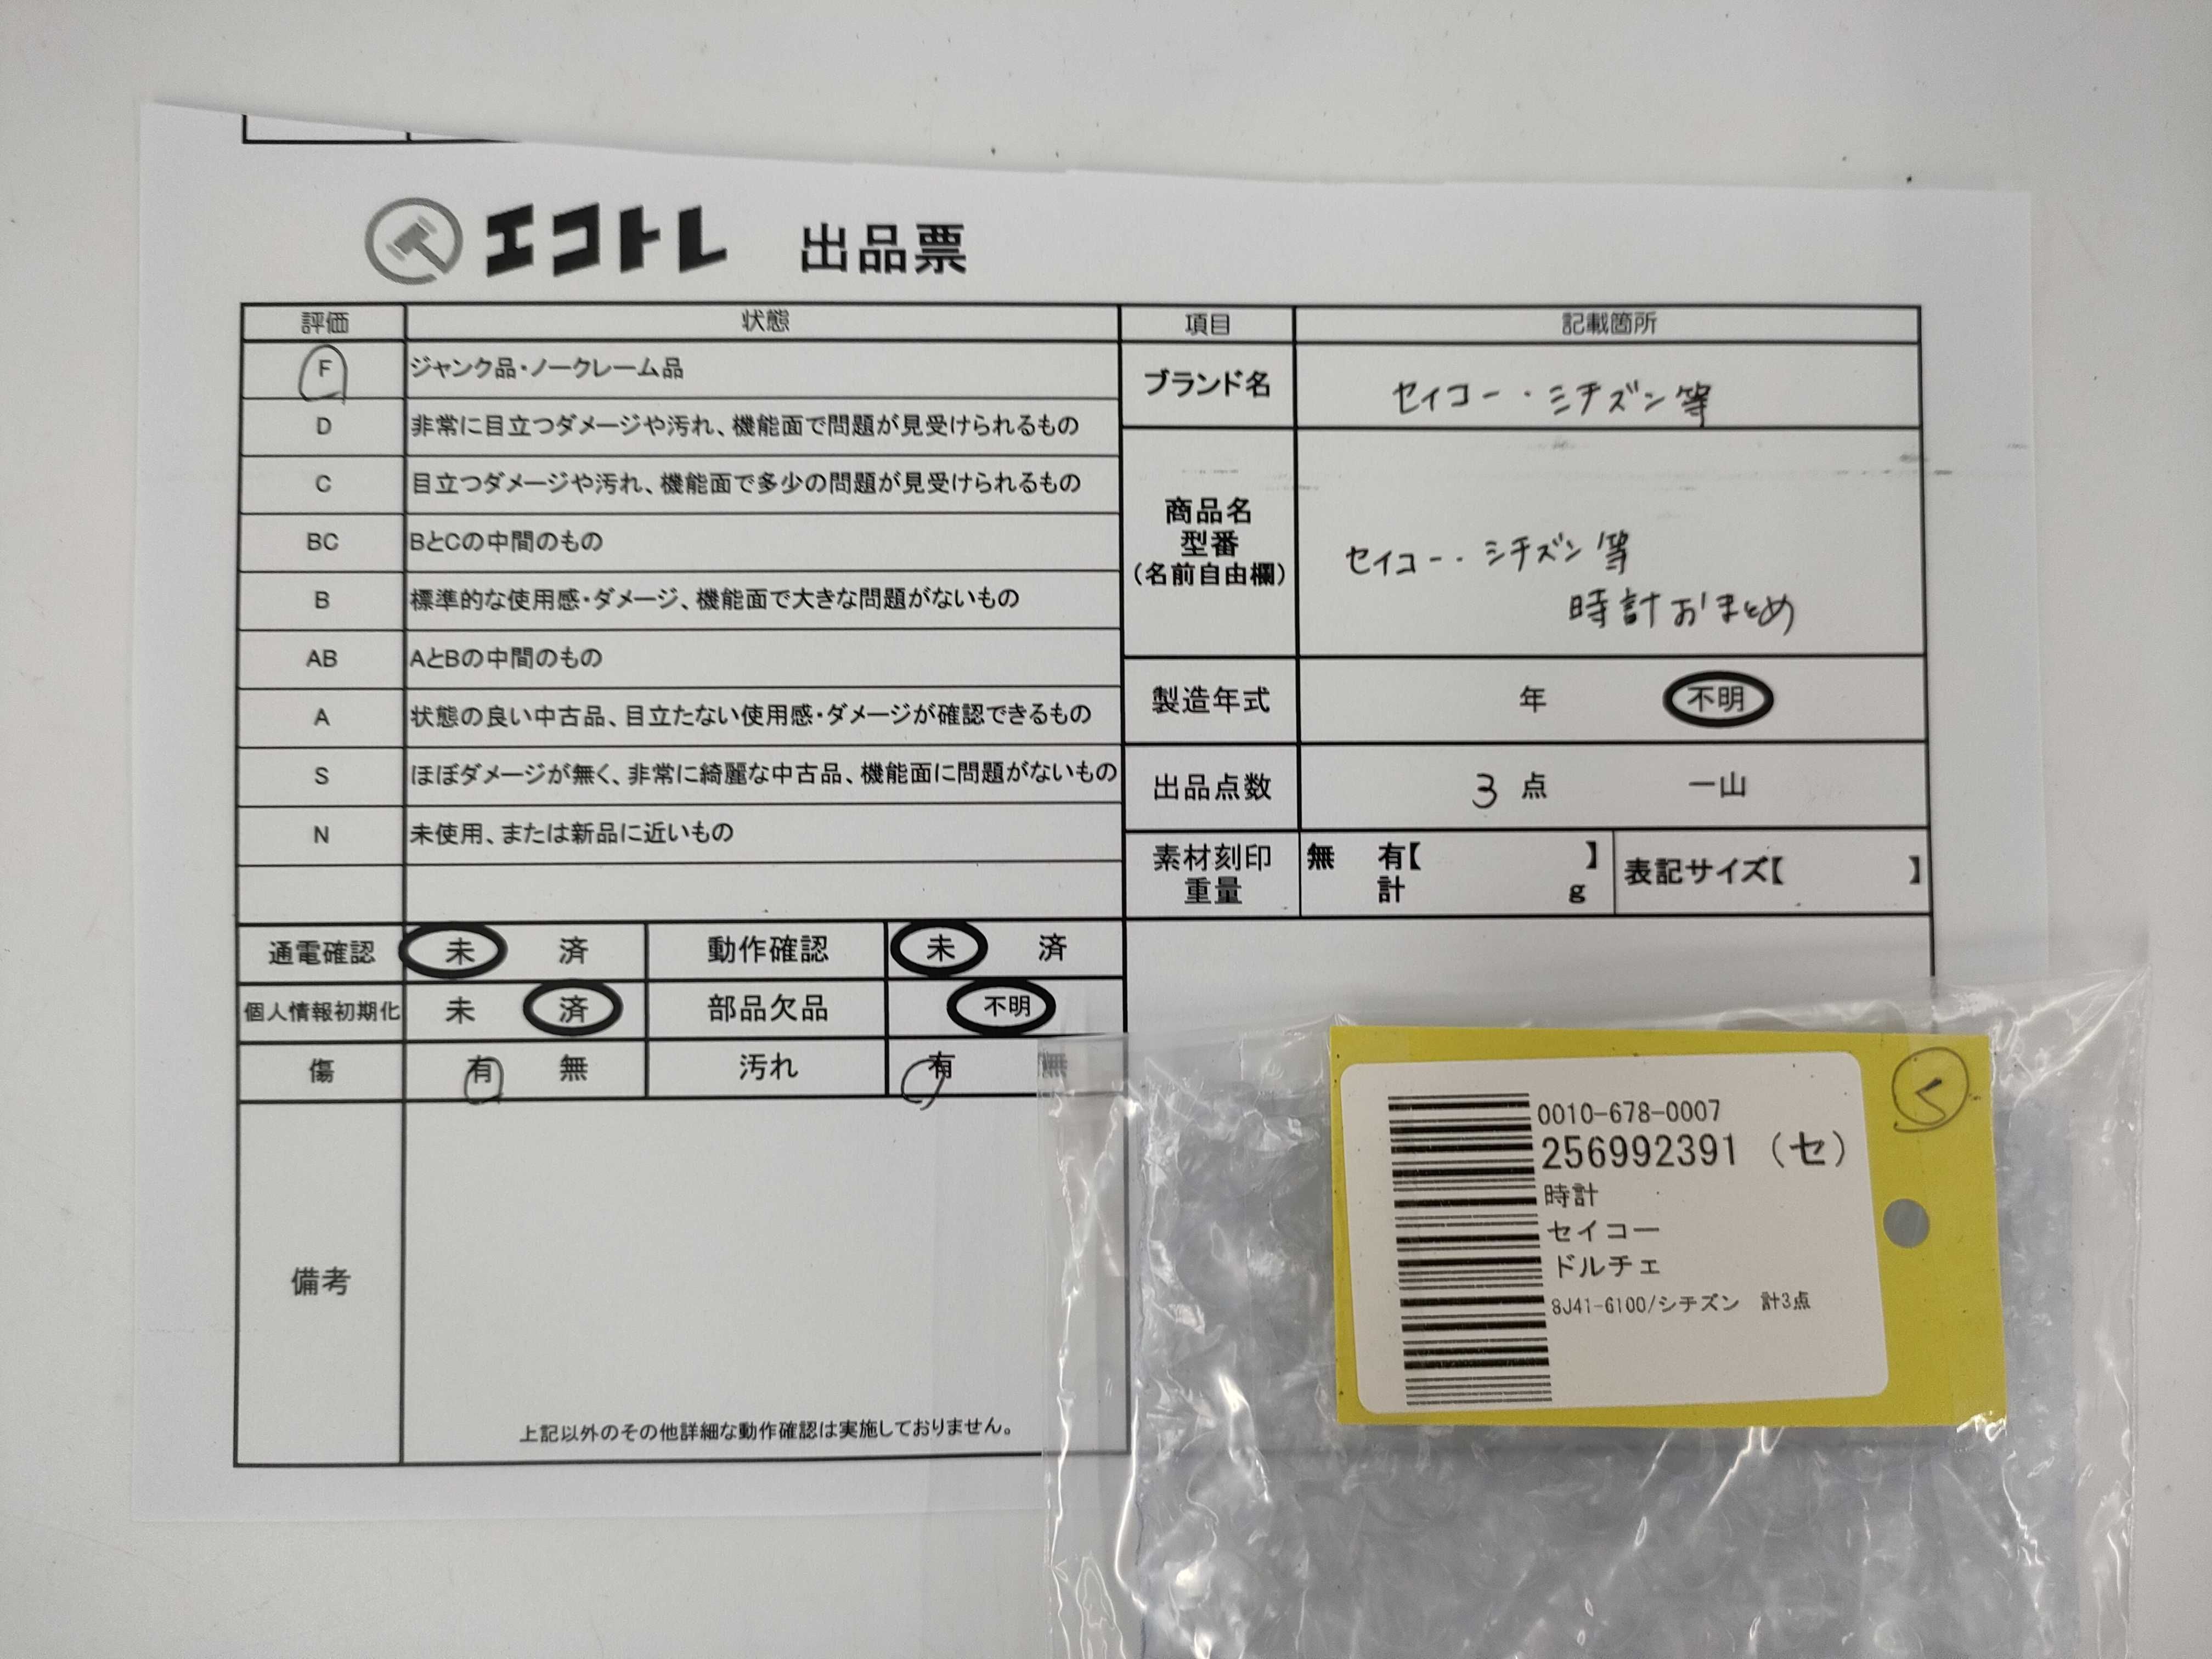 エコトレ 出品票
評価 状態
F ジャンク品・ノークレーム品
D 非常に目立つダメージや汚れ、機能面で問題が見受けられるもの
C 目立つダメージや汚れ、機能面で多少の問題が見受けられるもの
BC BとCの中間のもの
B 標準的な使用感・ダメージ、機能面で大きな問題がないもの
AB AとBの中間のもの
A 状態の良い中古品、目立たない使用感・ダメージが確認できるもの
S ほぼダメージが無く、非常に綺麗な中古品、機能面に問題がないもの
N 未使用、または新品に近いもの
項目 記載箇所
ブランド名 セイコー・シチズン等
商品名
型番
(名前自由欄)
セイコー・シチズン等
時計おまとめ
製造年式 年 不明
出品点数 3 点 一山
素材刻印 無 有【 】
重量 計 g
表記サイズ【 】
通電確認 未 済 動作確認 未 済
個人情報初期化 未 済 部品欠品 不明
傷 有 無 汚れ 有 無
備考
上記以外のその他詳細な動作確認は実施しておりません。
0010-678-0007
256992391 (セ)
時計
セイコー
ドルチェ
8J41-6100/シチズン 計3点